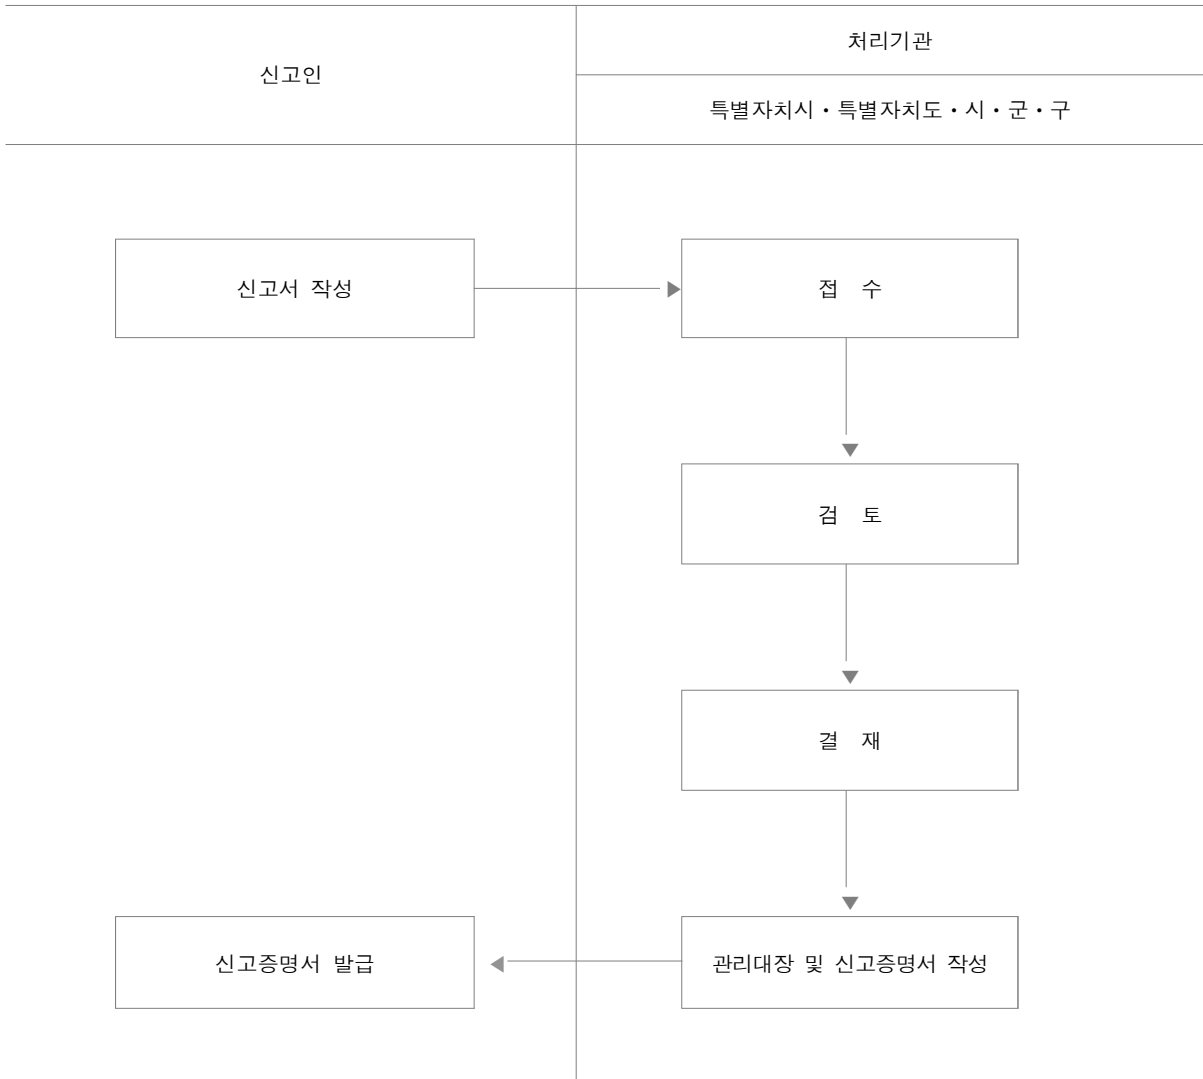 신고인
처리기관
특별자치시・특별자치도・시・군・구
신고서 작성
접 수
검 토
결 재
신고증명서 발급
관리대장 및 신고증명서 작성